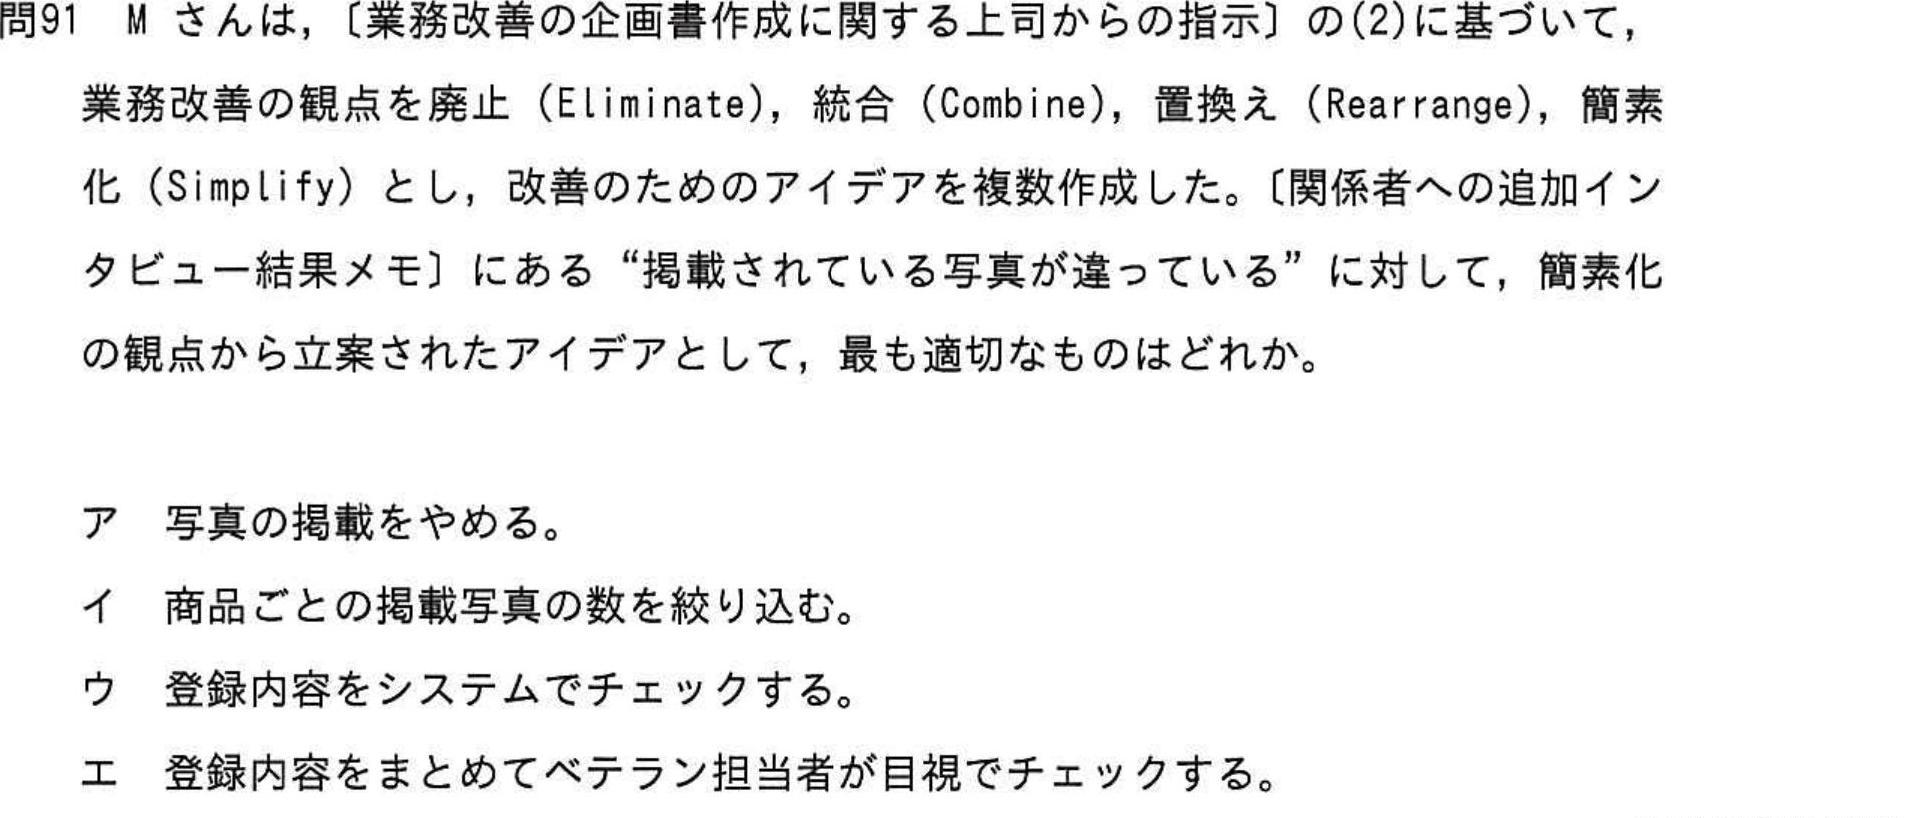 問91 M さんは，〔業務改善の企画書作成に関する上司からの指示〕の(2)に基づいて，
業務改善の観点を廃止（Eliminate），統合（Combine），置換え（Rearrange），簡素
化（Simplify）とし，改善のためのアイデアを複数作成した。〔関係者への追加イン
タビュー結果メモ〕にある“掲載されている写真が違っている”に対して，簡素化
の観点から立案されたアイデアとして，最も適切なものはどれか。
ア 写真の掲載をやめる。
イ 商品ごとの掲載写真の数を絞り込む。
ウ 登録内容をシステムでチェックする。
エ 登録内容をまとめてベテラン担当者が目視でチェックする。